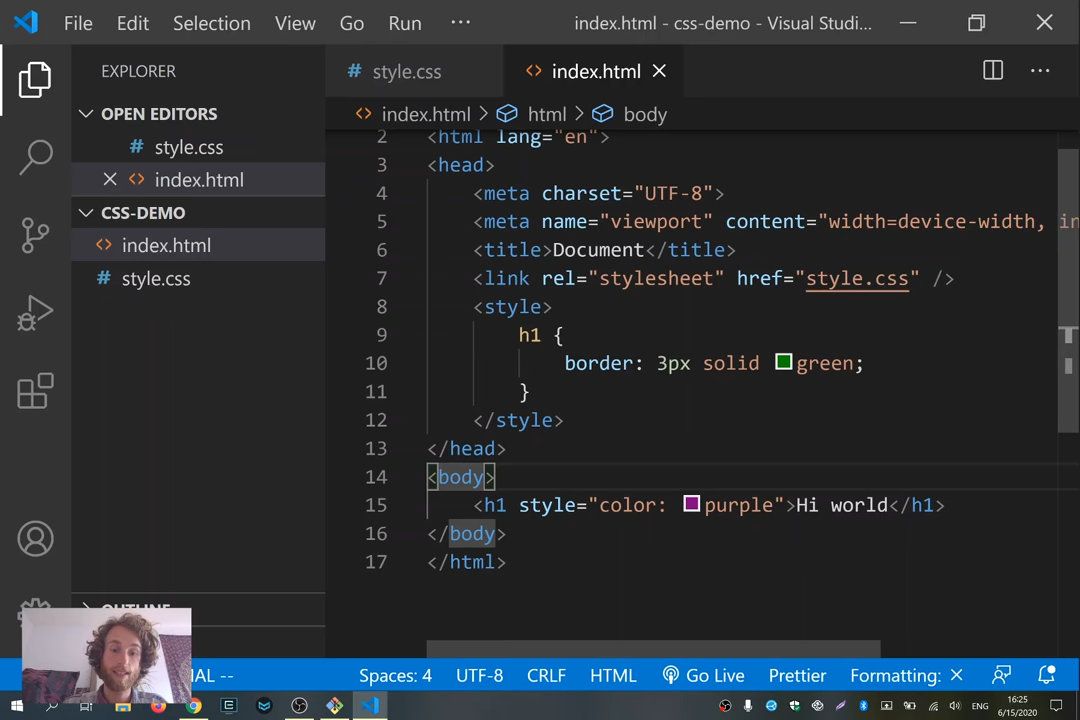 File Edit Selection View Go Run ··· index.html - css-demo - Visual Studi...
EXPLORER
OPEN EDITORS
# style.css
<> index.html
CSS-DEMO
<> index.html
# style.css
OUTLINE
# style.css <> index.html
<> index.html > html > body
2 <html lang="en">
3 <head>
4 <meta charset="UTF-8">
5 <meta name="viewport" content="width=device-width, in
6 <title>Document</title>
7 <link rel="stylesheet" href="style.css" />
8 <style>
9 h1 {
10 border: 3px solid green;
11 }
12 </style>
13 </head>
14 <body>
15 <h1 style="color: purple">Hi world</h1>
16 </body>
17 </html>
AL -- Spaces: 4 UTF-8 CRLF HTML Go Live Prettier Formatting: ×
ENG 16:25
6/15/2020